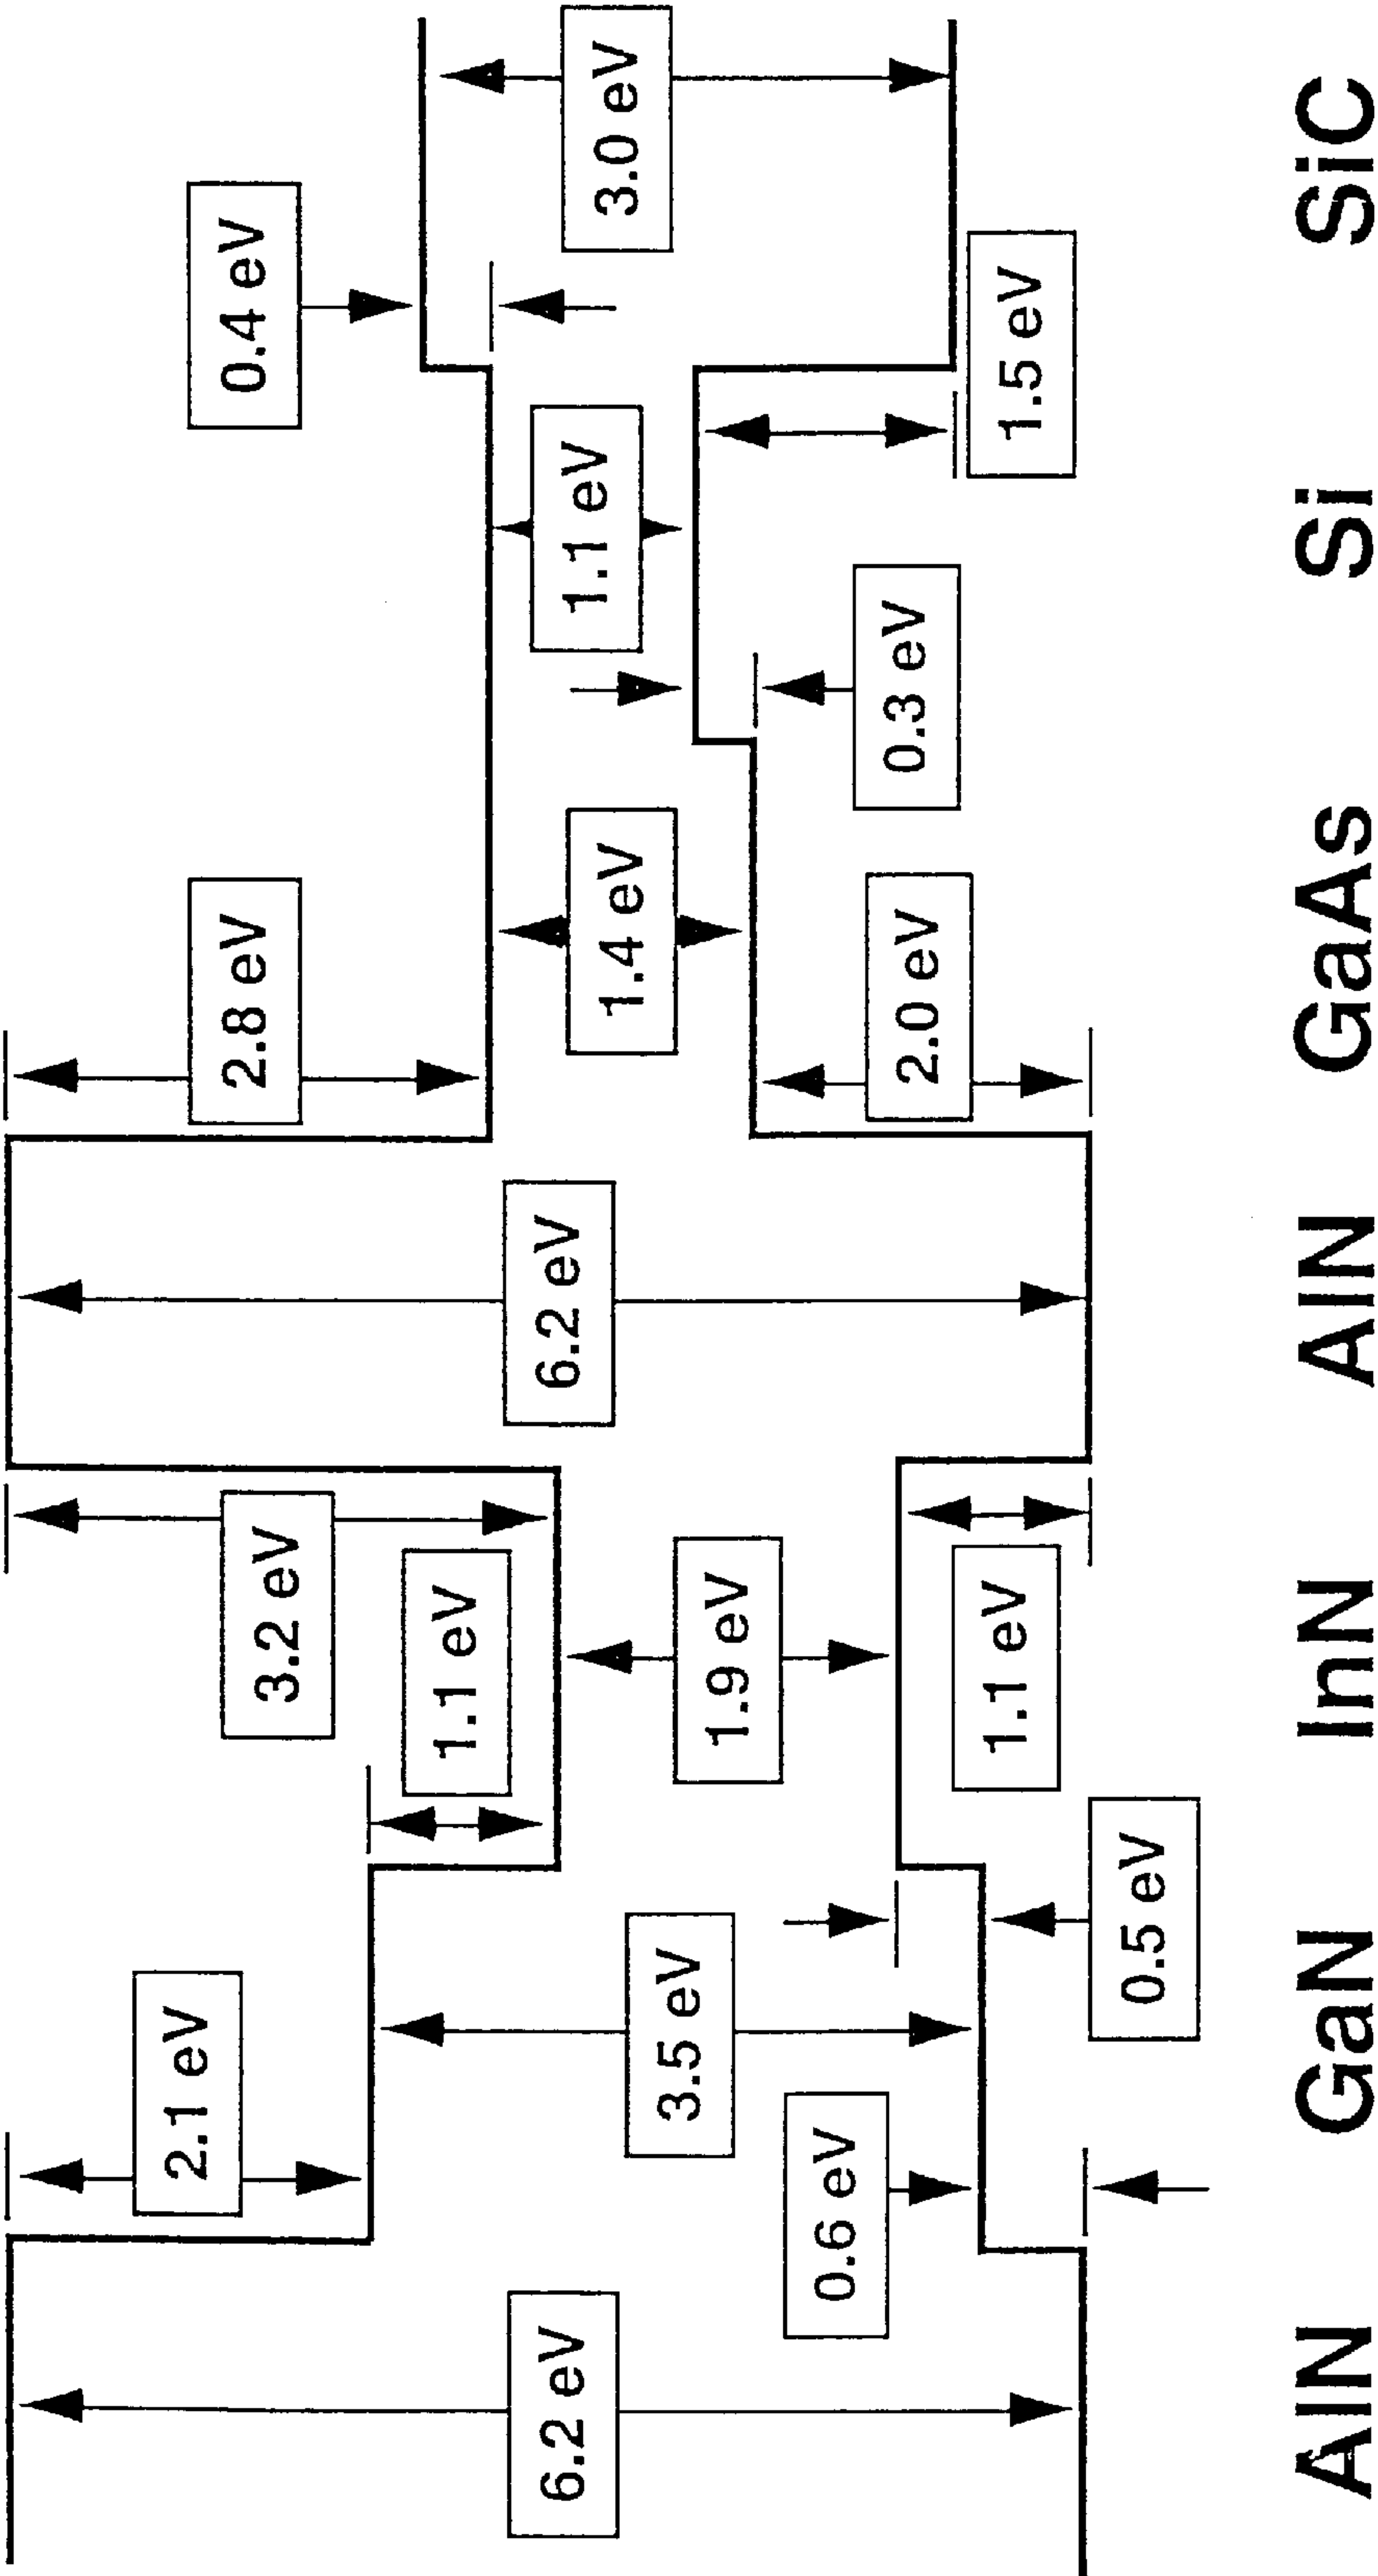 6.2 eV
2.1 eV
0.6 eV
3.5 eV
0.5 eV
1.1 eV
3.2 eV
1.9 eV
1.1 eV
6.2 eV
2.8 eV
2.0 eV
1.4 eV
0.3 eV
1.1 eV
1.5 eV
0.4 eV
3.0 eV
AlN GaN InN AlN GaAs Si SiC